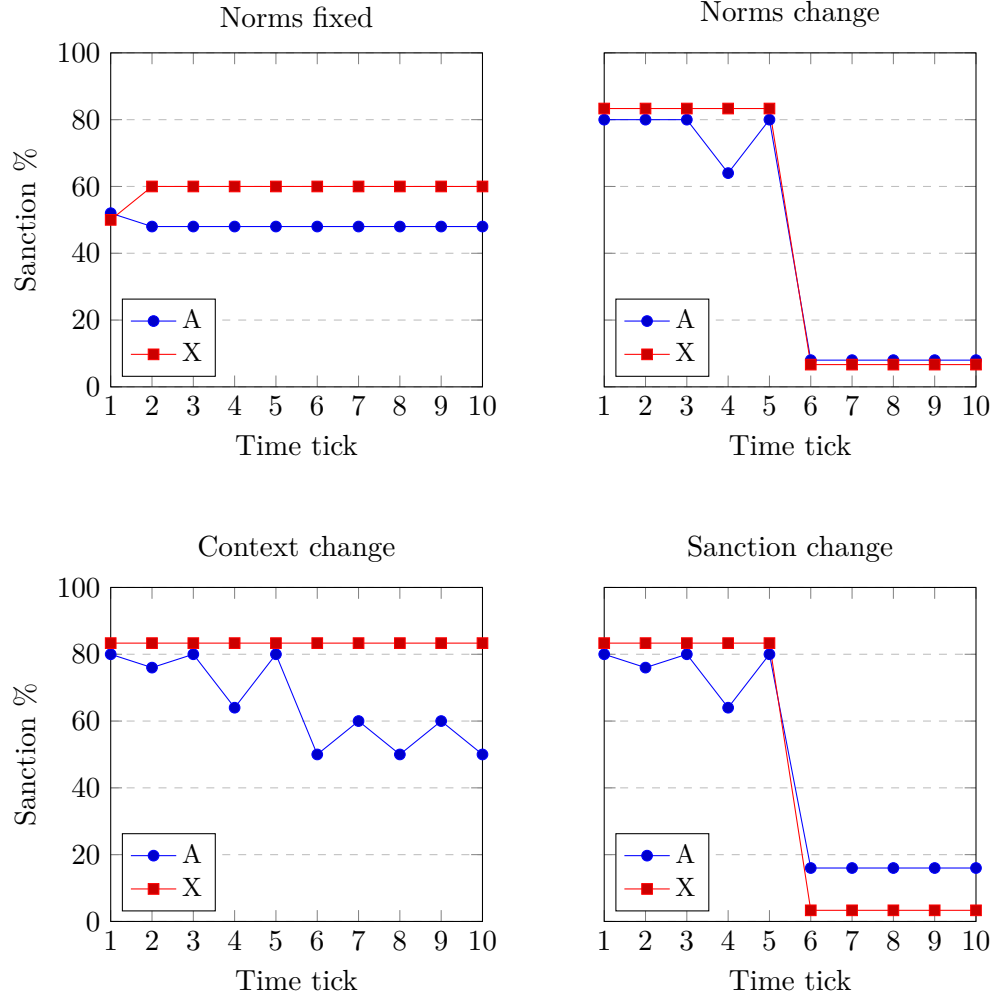 Norms fixed
Norms change
100
80
60
40
20
0
Sanction %
A
X
A
X
1 2 3 4 5 6 7 8 9 10
1 2 3 4 5 6 7 8 9 10
Time tick
Time tick
Context change
Sanction change
100
80
60
40
20
0
Sanction %
A
X
A
X
1 2 3 4 5 6 7 8 9 10
1 2 3 4 5 6 7 8 9 10
Time tick
Time tick